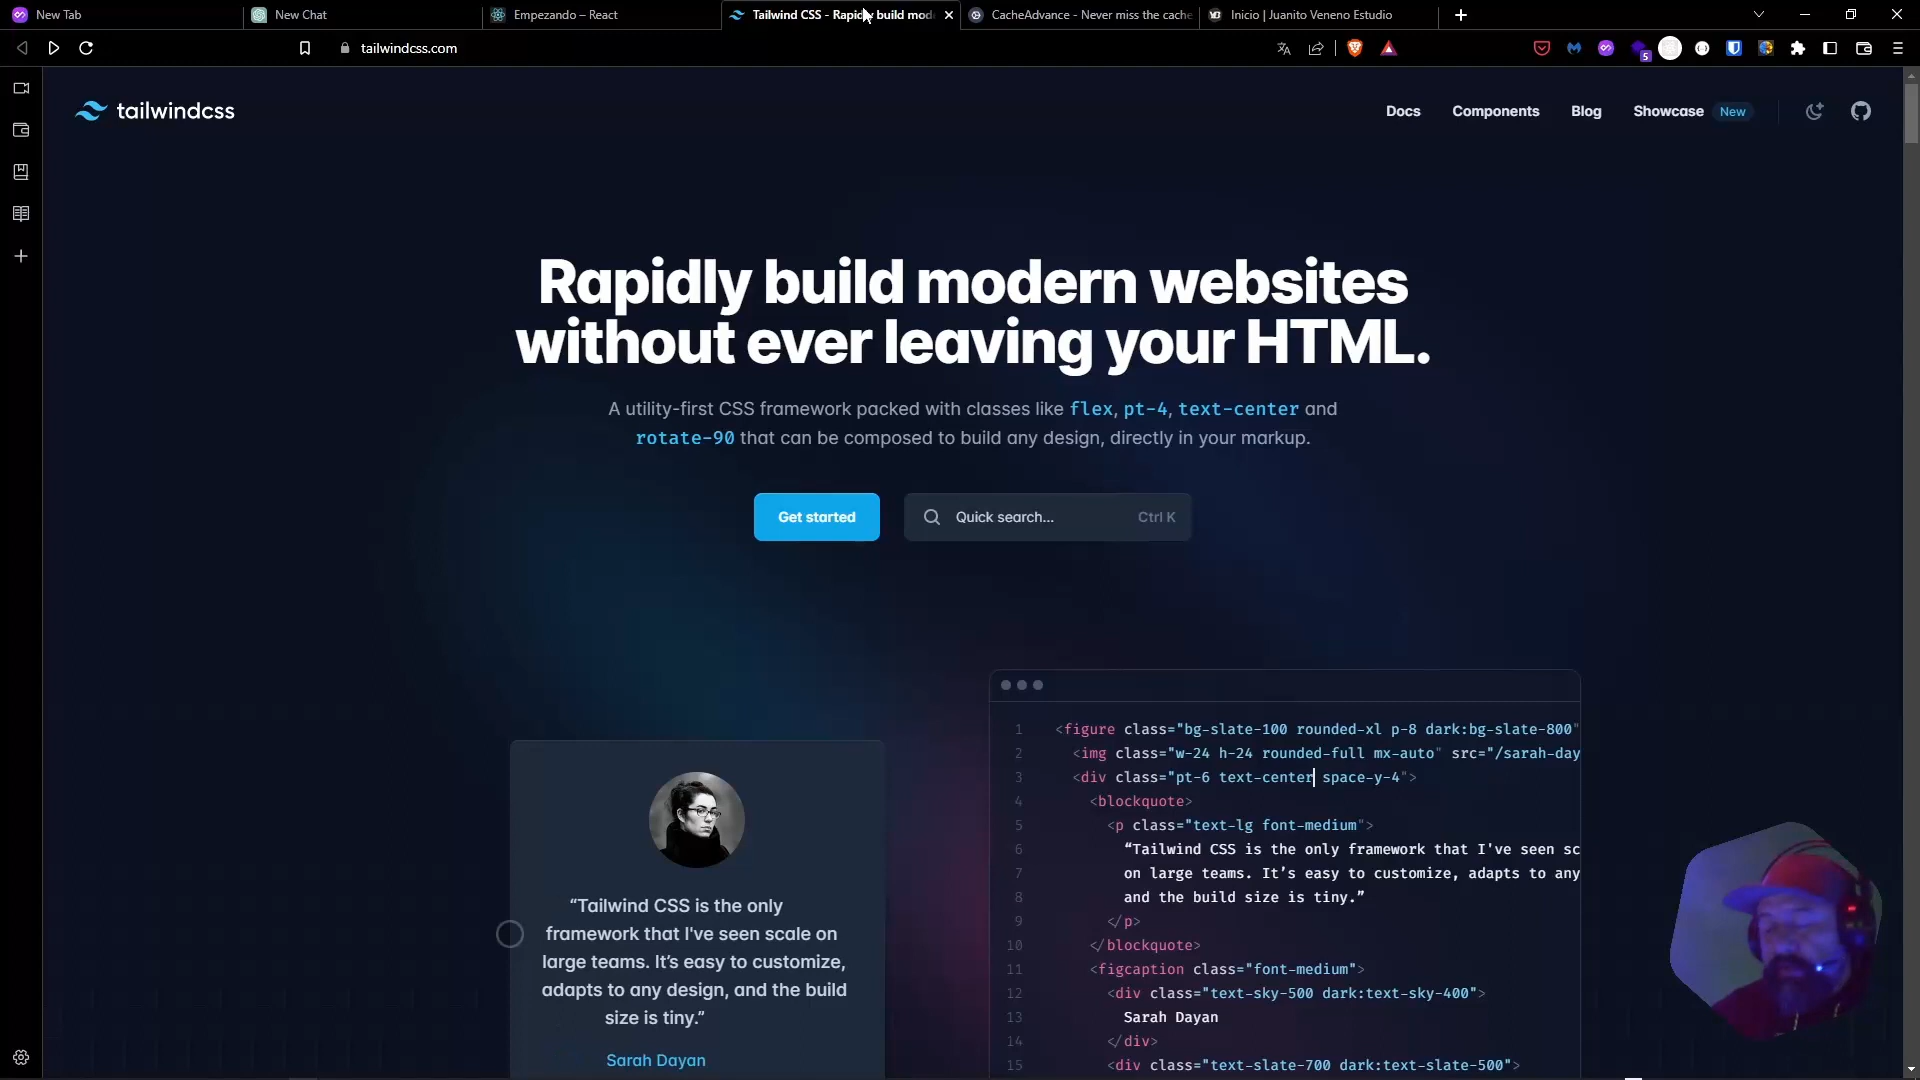 New Tab
New Chat
Empezando – React
Tailwind CSS - Rapidly build mod
CacheAdvance - Never miss the cache
Inicio | Juanito Veneno Estudio
tailwindcss.com
5
tailwindcss
Docs
Components
Blog
Showcase
New
Rapidly build modern websites
without ever leaving your HTML.
A utility-first CSS framework packed with classes like flex, pt-4, text-center and
rotate-90 that can be composed to build any design, directly in your markup.
Get started
Quick search...
Ctrl K
“Tailwind CSS is the only
framework that I've seen scale on
large teams. It’s easy to customize,
adapts to any design, and the build
size is tiny.”
Sarah Dayan
1 <figure class="bg-slate-100 rounded-xl p-8 dark:bg-slate-800"
2 <img class="w-24 h-24 rounded-full mx-auto" src="/sarah-day
3 <div class="pt-6 text-center space-y-4">
4 <blockquote>
5 <p class="text-lg font-medium">
6 “Tailwind CSS is the only framework that I've seen sc
7 on large teams. It’s easy to customize, adapts to any
8 and the build size is tiny.”
9 </p>
10 </blockquote>
11 <figcaption class="font-medium">
12 <div class="text-sky-500 dark:text-sky-400">
13 Sarah Dayan
14 </div>
15 <div class="text-slate-700 dark:text-slate-500">